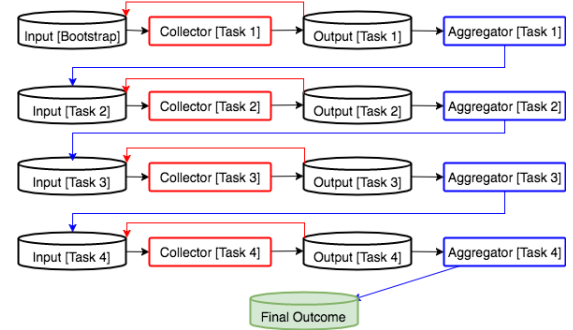 Input [Bootstrap]
Collector [Task 1]
Output [Task 1]
Aggregator [Task 1]
Input [Task 2]
Collector [Task 2]
Output [Task 2]
Aggregator [Task 2]
Input [Task 3]
Collector [Task 3]
Output [Task 3]
Aggregator [Task 3]
Input [Task 4]
Collector [Task 4]
Output [Task 4]
Aggregator [Task 4]
Final Outcome